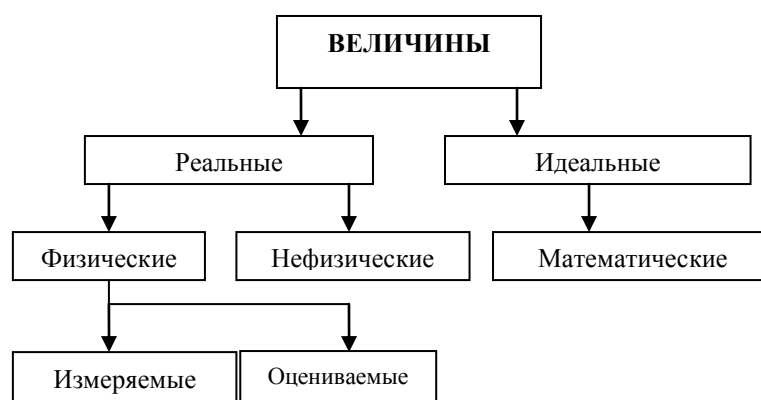 ВЕЛИЧИНЫ
Реальные
Идеальные
Физические
Нефизические
Математические
Измеряемые
Оцениваемые